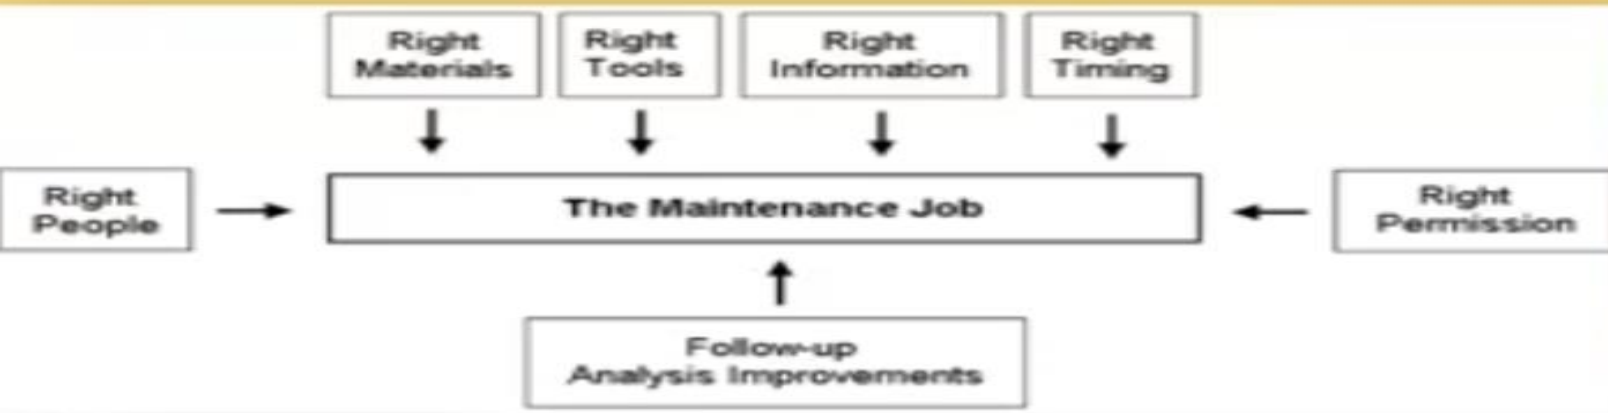 Right
Materials
Right
Tools
Right
Information
Right
Timing
Right
People
The Maintenance Job
Right
Permission
Follow-up
Analysis Improvements